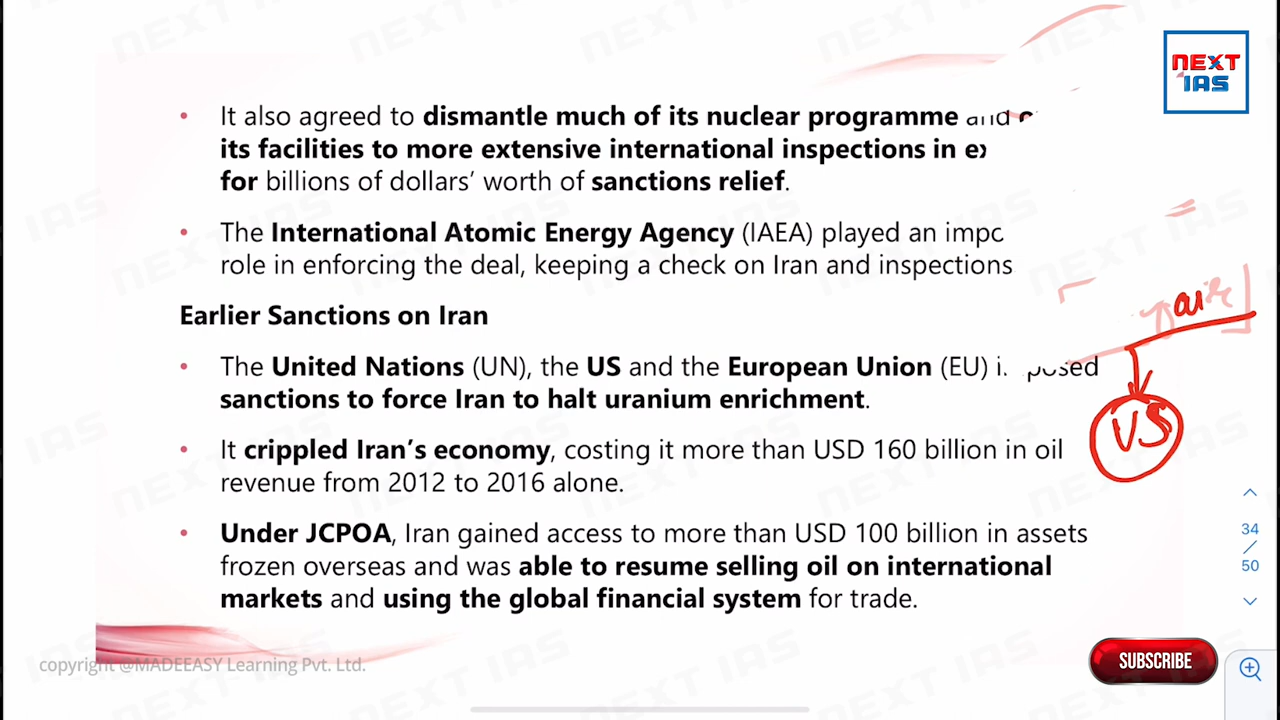 NEXT
IAS
• It also agreed to dismantle much of its nuclear programme and
its facilities to more extensive international inspections in
for billions of dollars’ worth of sanctions relief.
• The International Atomic Energy Agency (IAEA) played an
role in enforcing the deal, keeping a check on Iran and inspections
Earlier Sanctions on Iran
• The United Nations (UN), the US and the European Union (EU)
sanctions to force Iran to halt uranium enrichment.
US
• It crippled Iran’s economy, costing it more than USD 160 billion in oil
revenue from 2012 to 2016 alone.
• Under JCPOA, Iran gained access to more than USD 100 billion in assets
frozen overseas and was able to resume selling oil on international
markets and using the global financial system for trade.
34
/
50
copyright @MADEEASY Learning Pvt. Ltd.
SUBSCRIBE